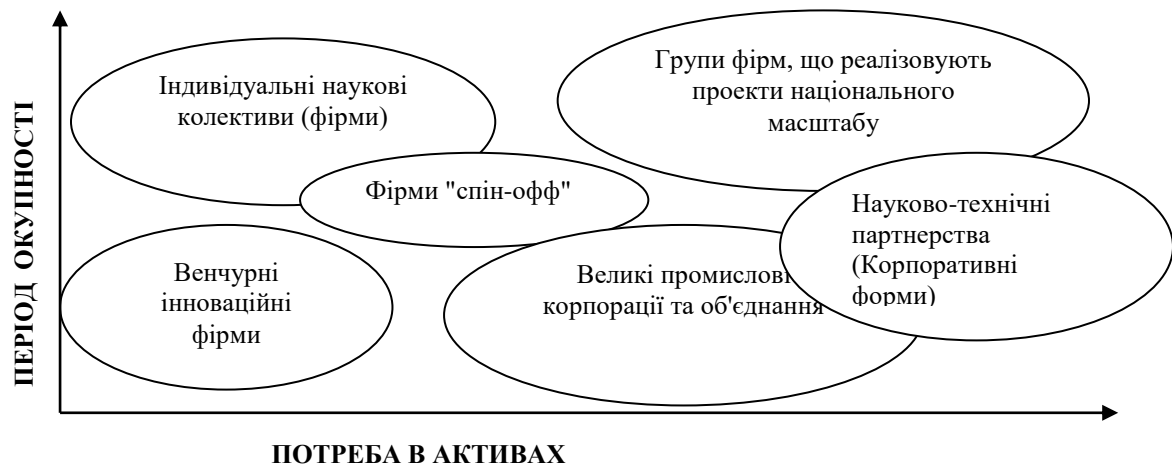 ПЕРІОД ОКУПНОСТІ
Індивідуальні наукові
колективи (фірми)
Групи фірм, що реалізовують
проекти національного
масштабу
Фірми "спін-офф"
Науково-технічні
партнерства
(Корпоративні
форми)
Венчурні
інноваційні
фірми
Великі промислові
корпорації та об'єднання
ПОТРЕБА В АКТИВАХ